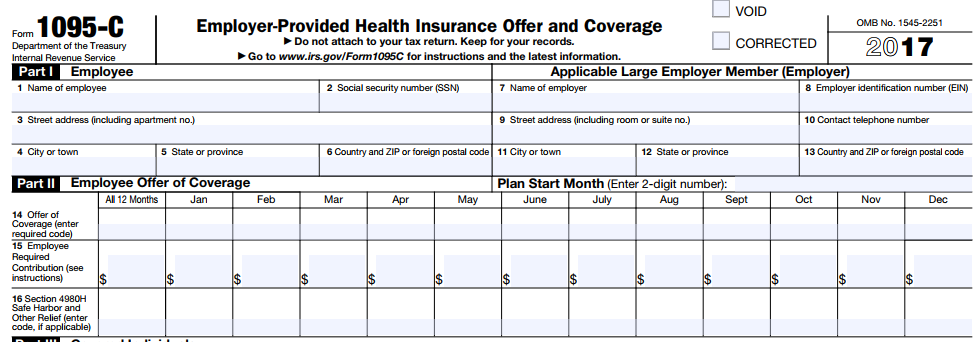 Form 1095-C
Department of the Treasury
Internal Revenue Service
Employer-Provided Health Insurance Offer and Coverage
▶ Do not attach to your tax return. Keep for your records.
▶ Go to www.irs.gov/Form1095C for instructions and the latest information.
VOID
CORRECTED
OMB No. 1545-2251
2017
Part I Employee
Applicable Large Employer Member (Employer)
1 Name of employee
2 Social security number (SSN)
7 Name of employer
8 Employer identification number (EIN)
3 Street address (including apartment no.)
9 Street address (including room or suite no.)
10 Contact telephone number
4 City or town
5 State or province
6 Country and ZIP or foreign postal code
11 City or town
12 State or province
13 Country and ZIP or foreign postal code
Part II Employee Offer of Coverage
Plan Start Month (Enter 2-digit number):
All 12 Months Jan Feb Mar Apr May June July Aug Sept Oct Nov Dec
14 Offer of
Coverage (enter
required code)
15 Employee
Required
Contribution (see
instructions)
$ $ $ $ $ $ $ $ $ $ $ $ $
16 Section 4980H
Safe Harbor and
Other Relief (enter
code, if applicable)